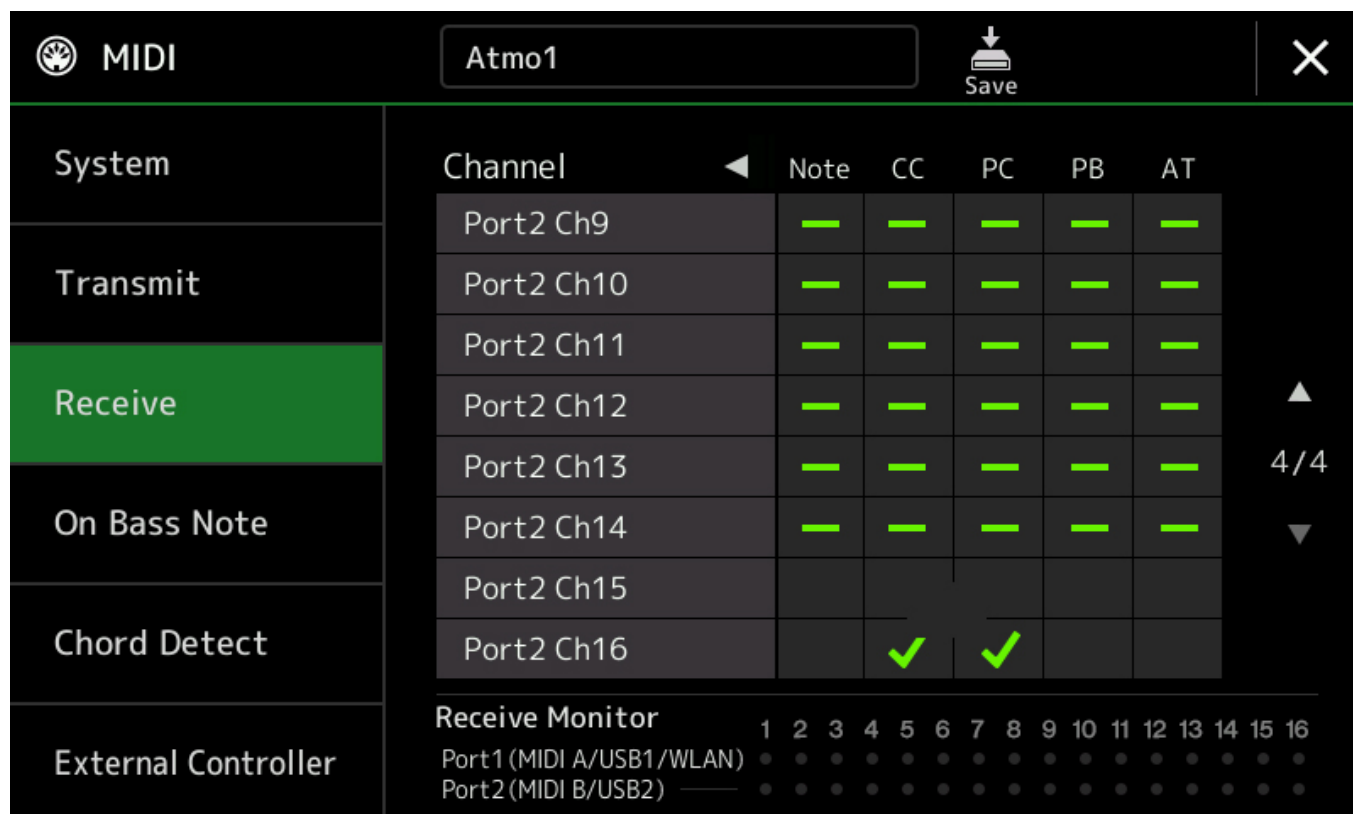 MIDI
Atmo1
Save
System
Transmit
Receive
On Bass Note
Chord Detect
External Controller
Channel Note CC PC PB AT
Port2 Ch9
Port2 Ch10
Port2 Ch11
Port2 Ch12
Port2 Ch13
Port2 Ch14
Port2 Ch15
Port2 Ch16
4/4
Receive Monitor 1 2 3 4 5 6 7 8 9 10 11 12 13 14 15 16
Port1(MIDI A/USB1/WLAN)
Port2(MIDI B/USB2)